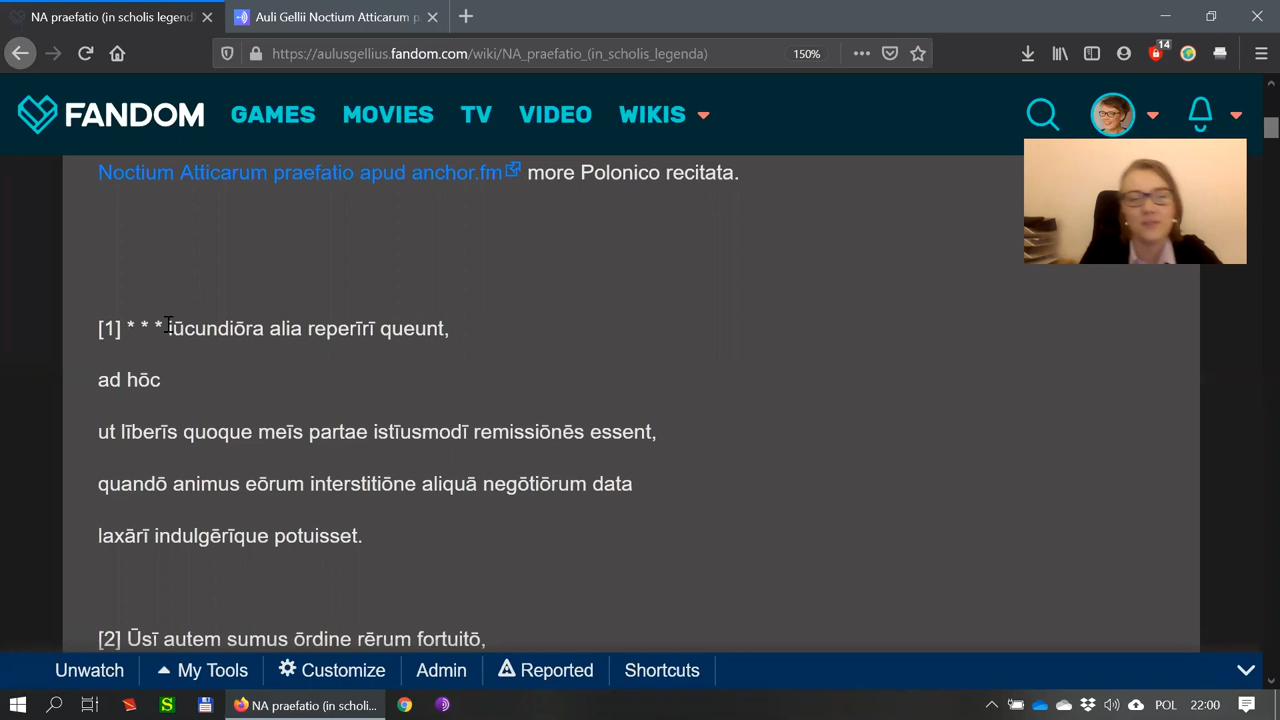 NA praefatio (in scholis legend
Auli Gellii Noctium Atticarum p
https://aulusgellius.fandom.com/wiki/NA_praefatio_(in_scholis_legenda)
150%
14
FANDOM
GAMES
MOVIES
TV
VIDEO
WIKIS
Noctium Atticarum praefatio apud anchor.fm more Polonico recitata.
[1] * * * Iūcundiōra alia reperīrī queunt,
ad hōc
ut līberīs quoque meīs partae istīusmodī remissiōnēs essent,
quandō animus eōrum interstitiōne aliquā negōtiōrum data
laxārī indulgērīque potuisset.
[2] Ūsī autem sumus ōrdine rērum fortuitō,
Unwatch
My Tools
Customize
Admin
Reported
Shortcuts
NA praefatio (in scholi...
POL
22:00